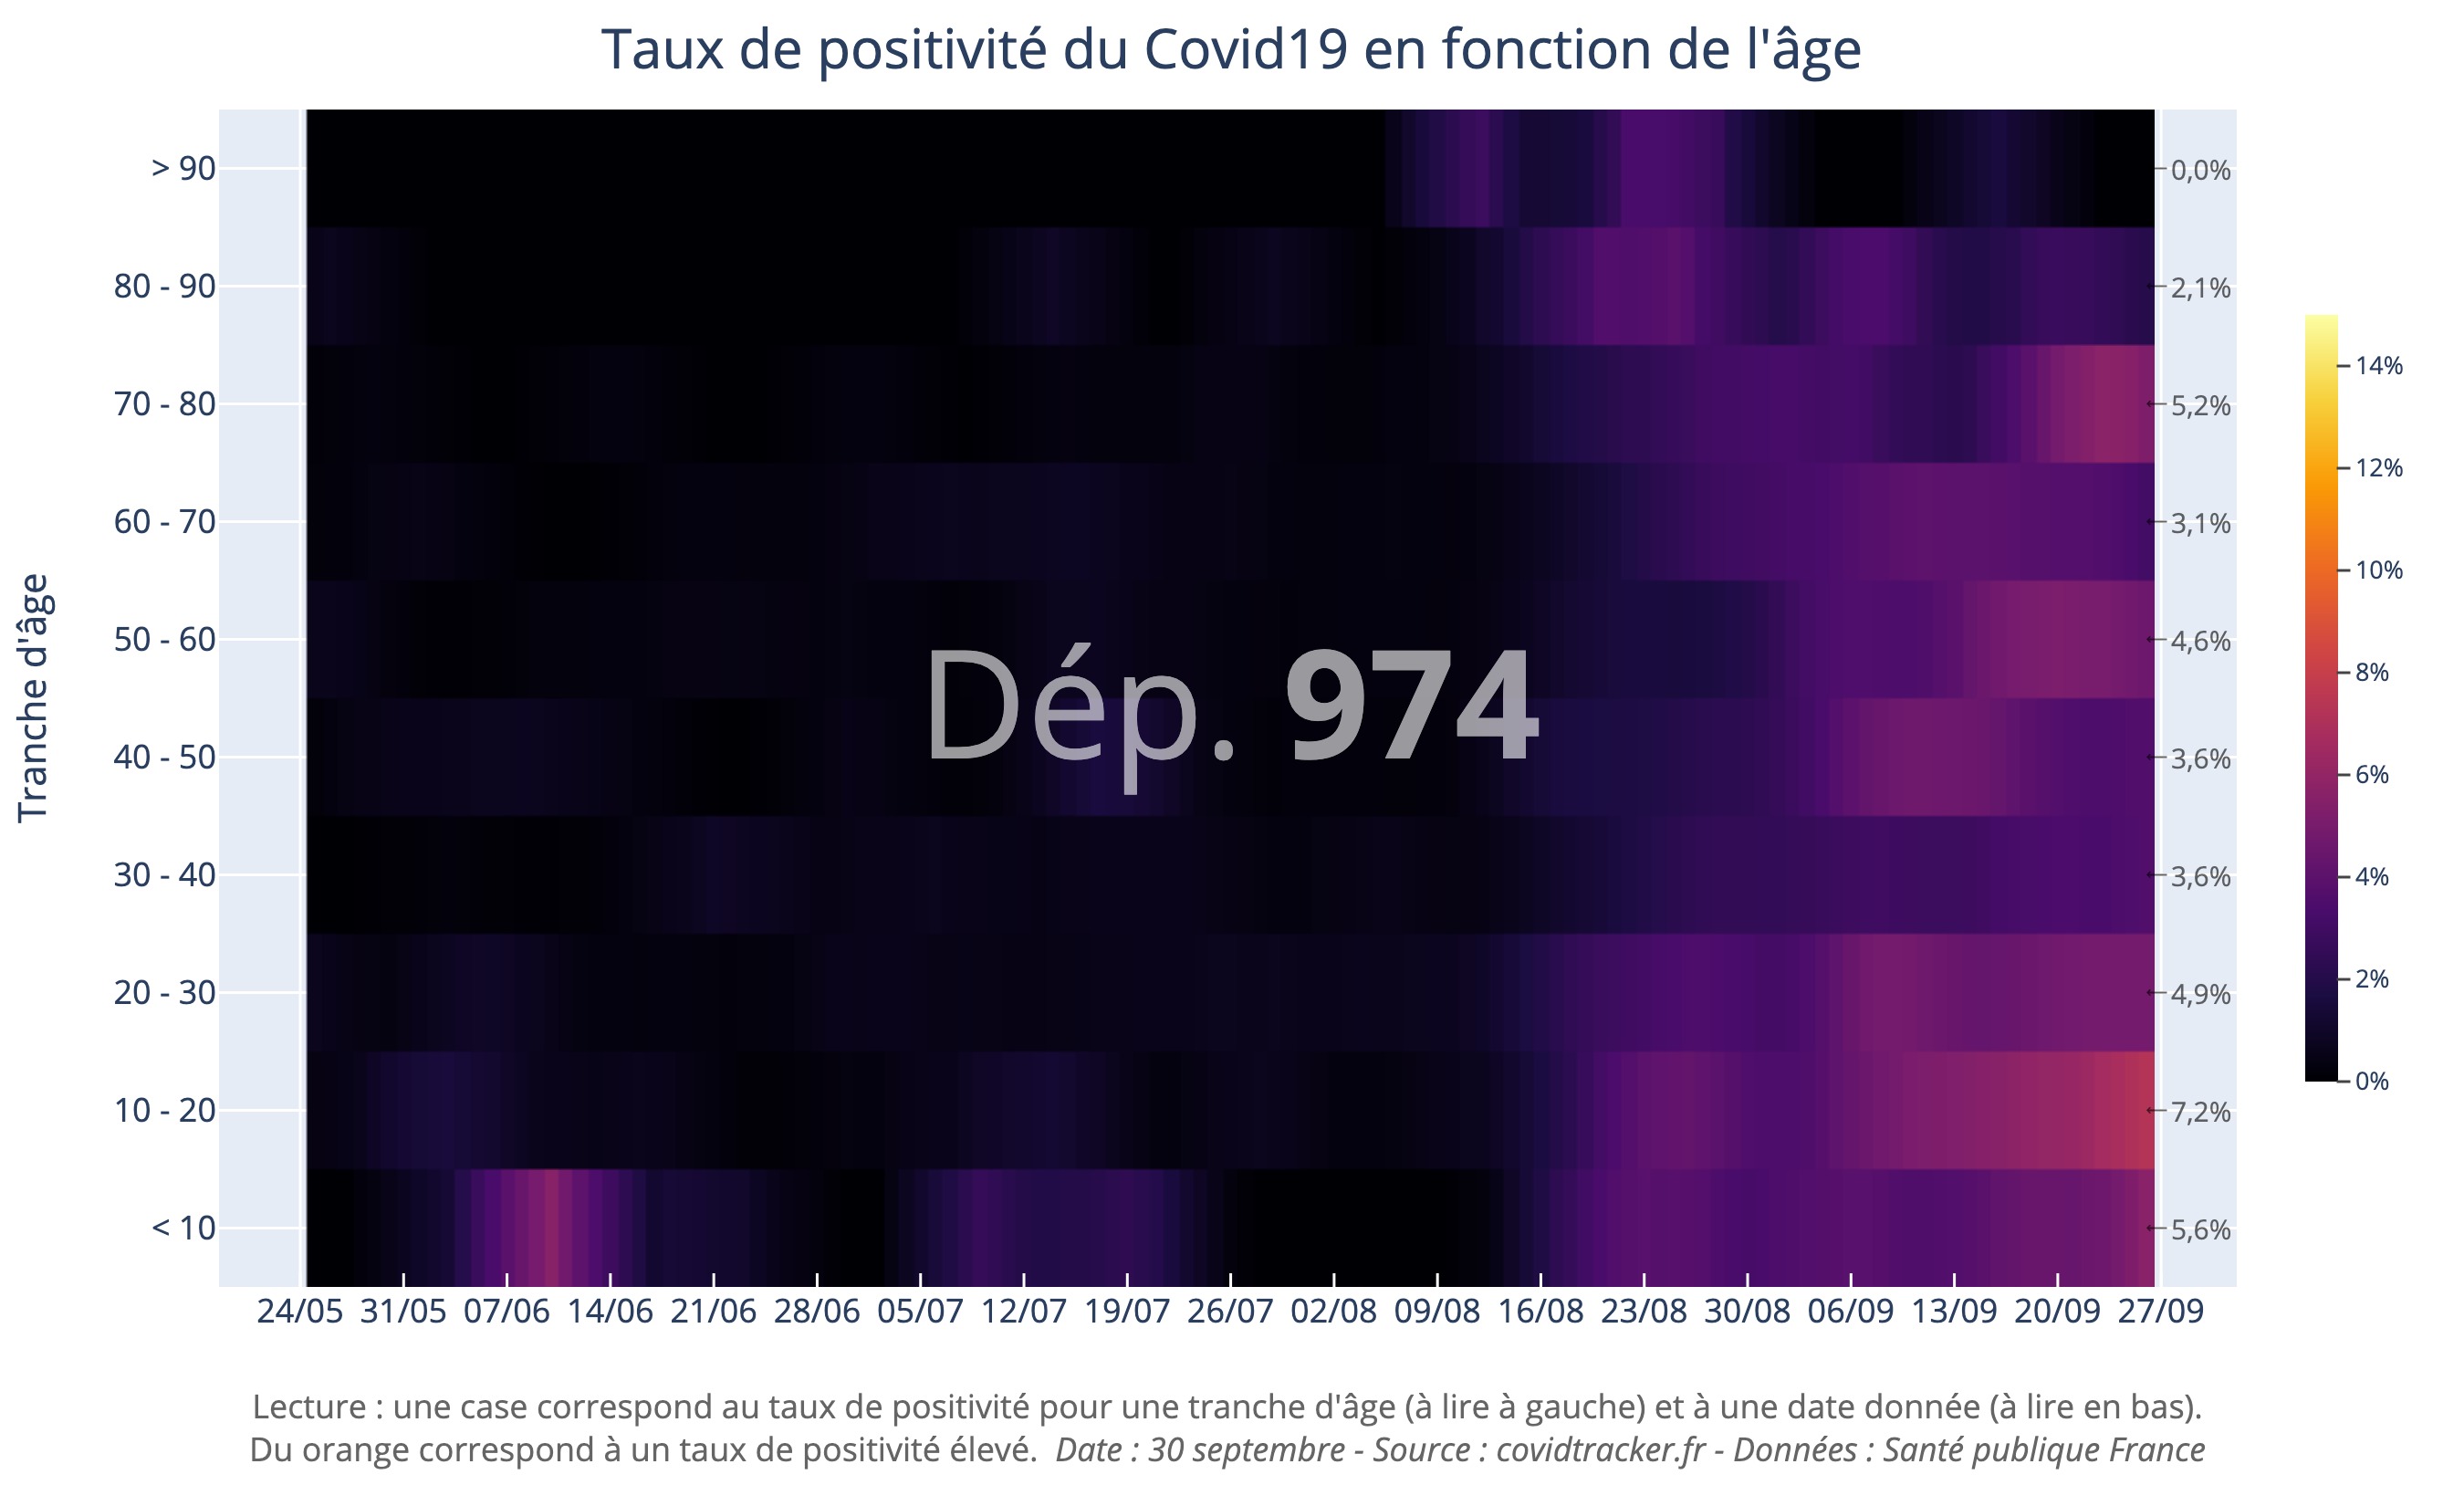 Taux de positivité du Covid19 en fonction de l'âge
Tranche d'âge
> 90
80 - 90
70 - 80
60 - 70
50 - 60
40 - 50
30 - 40
20 - 30
10 - 20
< 10
Dép. 974
0,0%
2,1%
5,2%
3,1%
4,6%
3,6%
3,6%
4,9%
7,2%
5,6%
14%
12%
10%
8%
6%
4%
2%
0%
24/05 31/05 07/06 14/06 21/06 28/06 05/07 12/07 19/07 26/07 02/08 09/08 16/08 23/08 30/08 06/09 13/09 20/09 27/09
Lecture : une case correspond au taux de positivité pour une tranche d'âge (à lire à gauche) et à une date donnée (à lire en bas).
Du orange correspond à un taux de positivité élevé. Date : 30 septembre - Source : covidtracker.fr - Données : Santé publique France